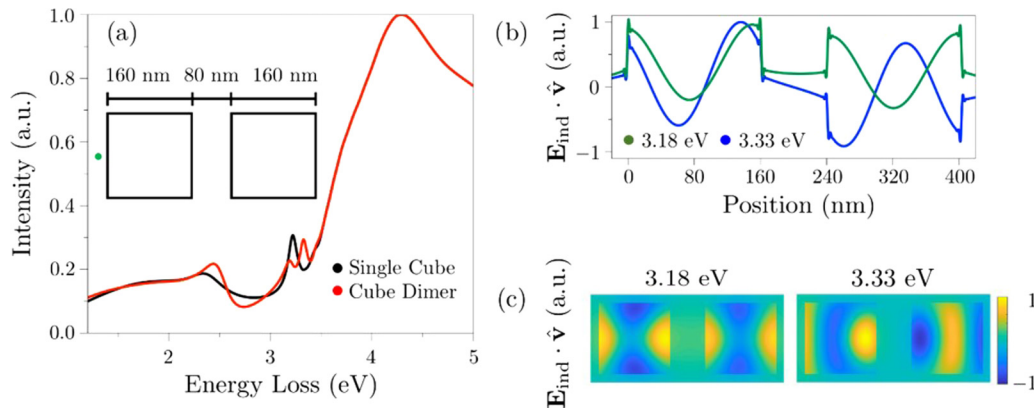 (a)
160 nm 80 nm 160 nm
Intensity (a.u.)
1.0
0.8
0.6
0.4
0.2
0.0
Single Cube
Cube Dimer
2 3 4 5
Energy Loss (eV)
(b)
E_ind · v̂ (a.u.)
1
0
−1
3.18 eV 3.33 eV
0 80 160 240 320 400
Position (nm)
(c)
3.18 eV 3.33 eV
E_ind · v̂ (a.u.)
1
−1